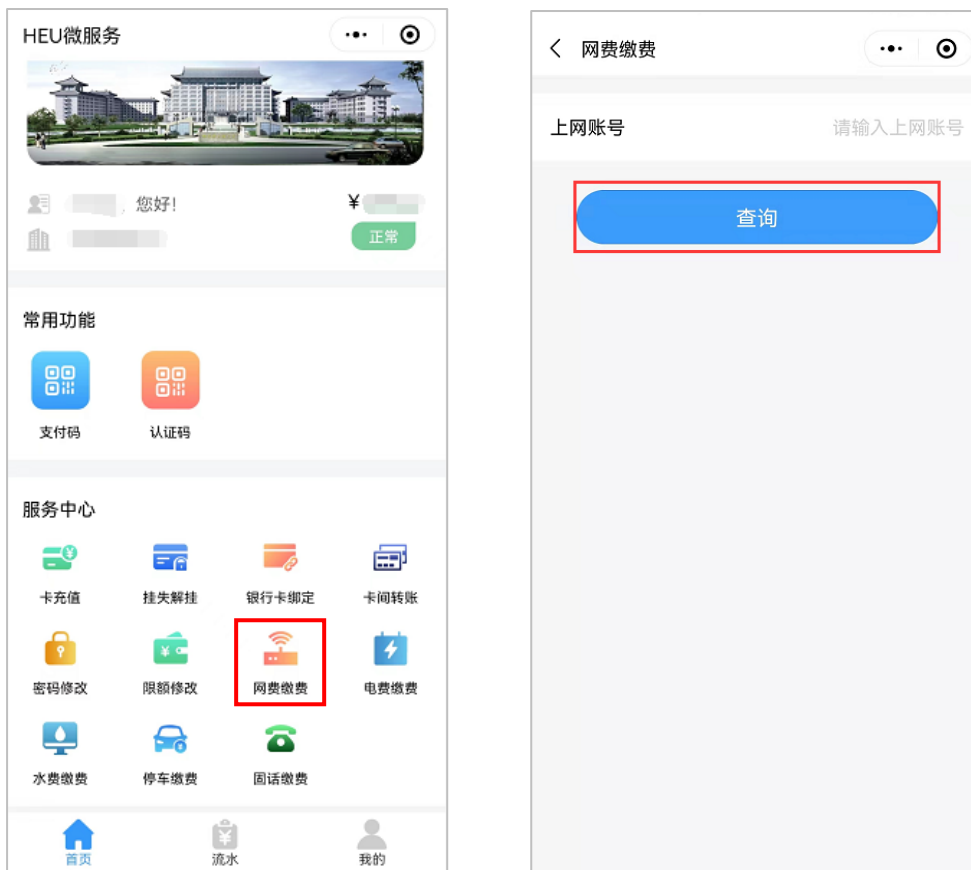 HEU微服务
，您好!
¥
正常
常用功能
支付码
认证码
服务中心
卡充值
挂失解挂
银行卡绑定
卡间转账
密码修改
限额修改
网费缴费
电费缴费
水费缴费
停车缴费
固话缴费
首页
流水
我的
网费缴费
上网账号
请输入上网账号
查询